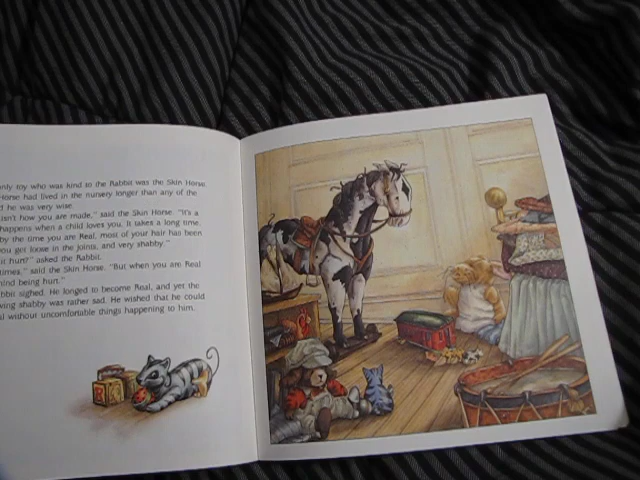 only toy who was kind to the Rabbit was the Skin Horse.
Horse had lived in the nursery longer than any of the
d he was very wise.
isn't how you are made," said the Skin Horse. "It's a
happens when a child loves you. It takes a long time.
by the time you are Real, most of your hair has been
you get loose in the joints, and very shabby."
it hurt?" asked the Rabbit.
times," said the Skin Horse. "But when you are Real
mind being hurt."
bbit sighed. He longed to become Real, and yet the
wing shabby was rather sad. He wished that he could
l without uncomfortable things happening to him.
R